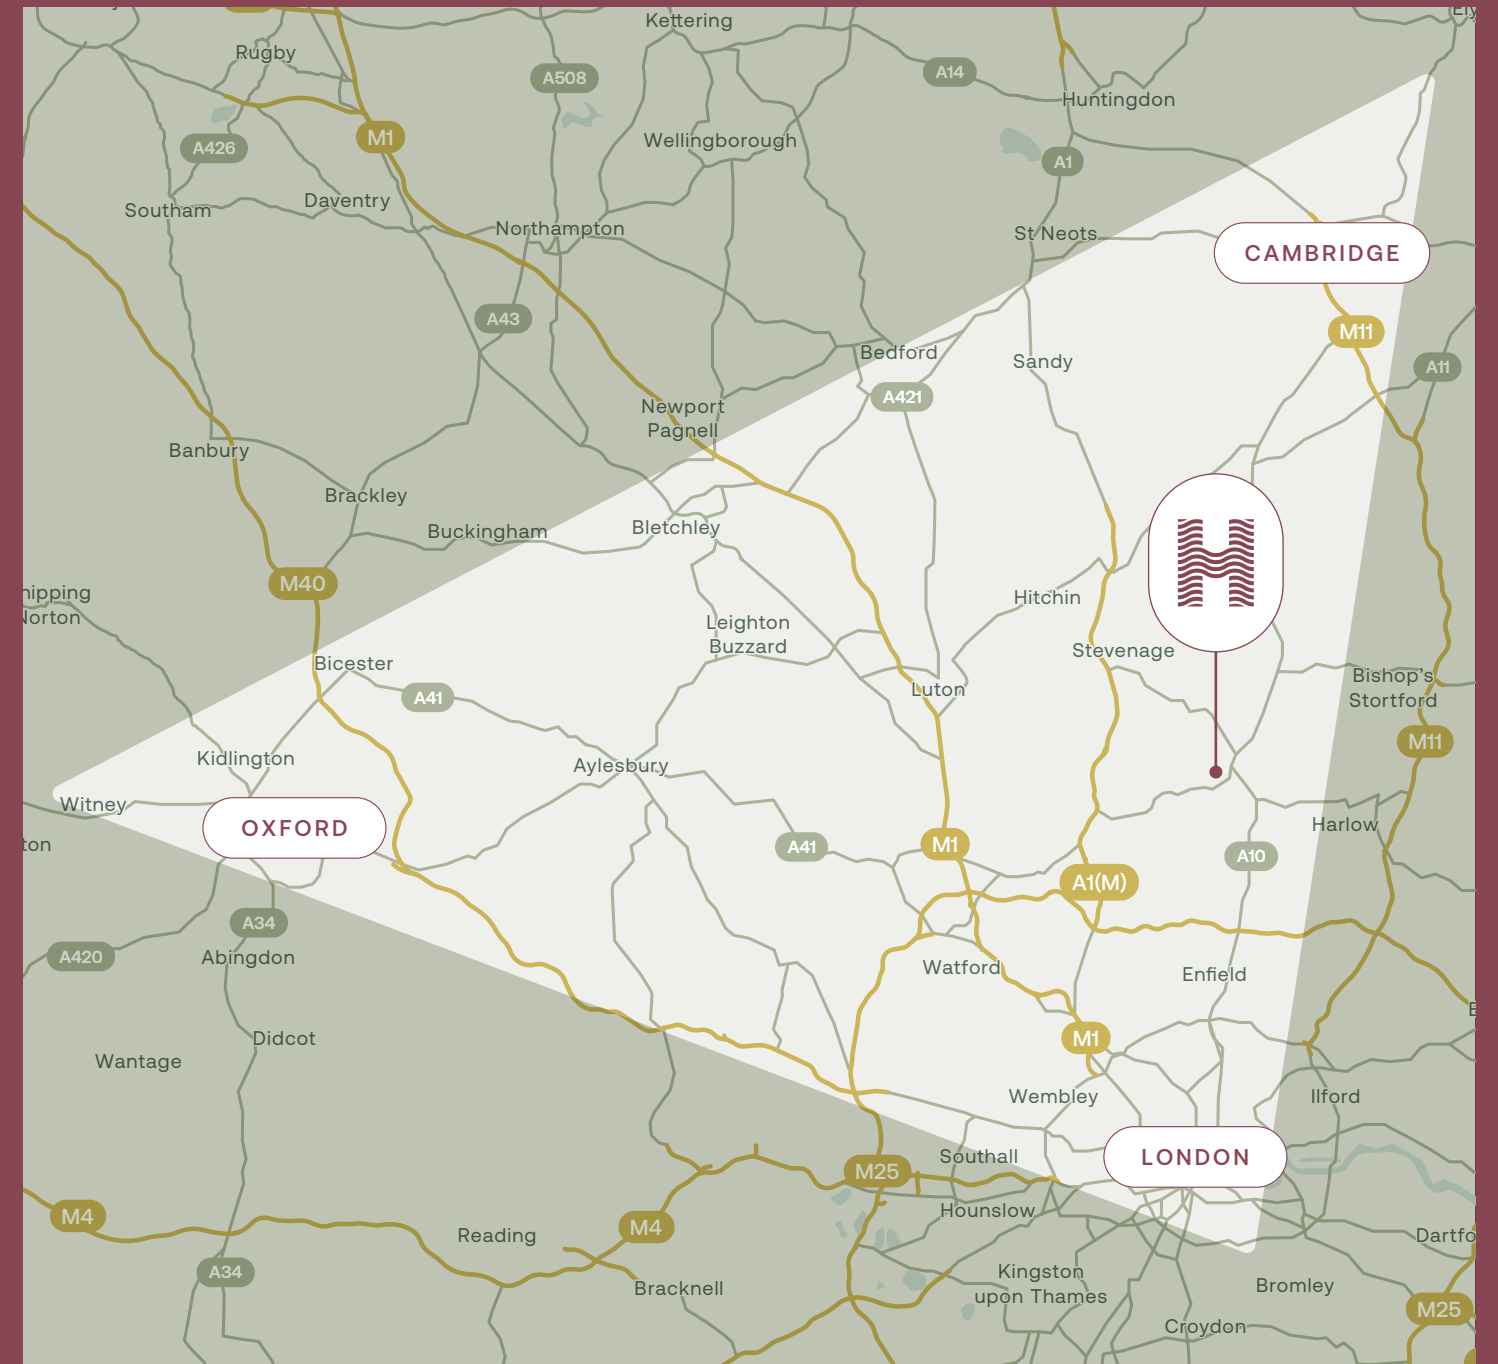 Kettering
Rugby
A508
A14
Huntingdon
M1
A426
Wellingborough
A1
Southam
Daventry
Northampton
St Neots
CAMBRIDGE
A43
M11
Bedford
Sandy
A11
A421
Newport
Pagnell
Banbury
Brackley
Buckingham
Bletchley
M40
hipping
Norton
Hitchin
Leighton
Buzzard
Stevenage
H
Bicester
A41
Luton
Bishop's
Stortford
M11
Kidlington
Aylesbury
Witney
OXFORD
Harlow
ton
A41
M1
A10
A1(M)
A34
A420
Abingdon
Watford
Enfield
Didcot
M1
Wantage
Wembley
Ilford
Southall
LONDON
M25
M4
Hounslow
M4
Reading
Dartfo
A34
Kingston
upon Thames
Bracknell
Bromley
M25
Croydon